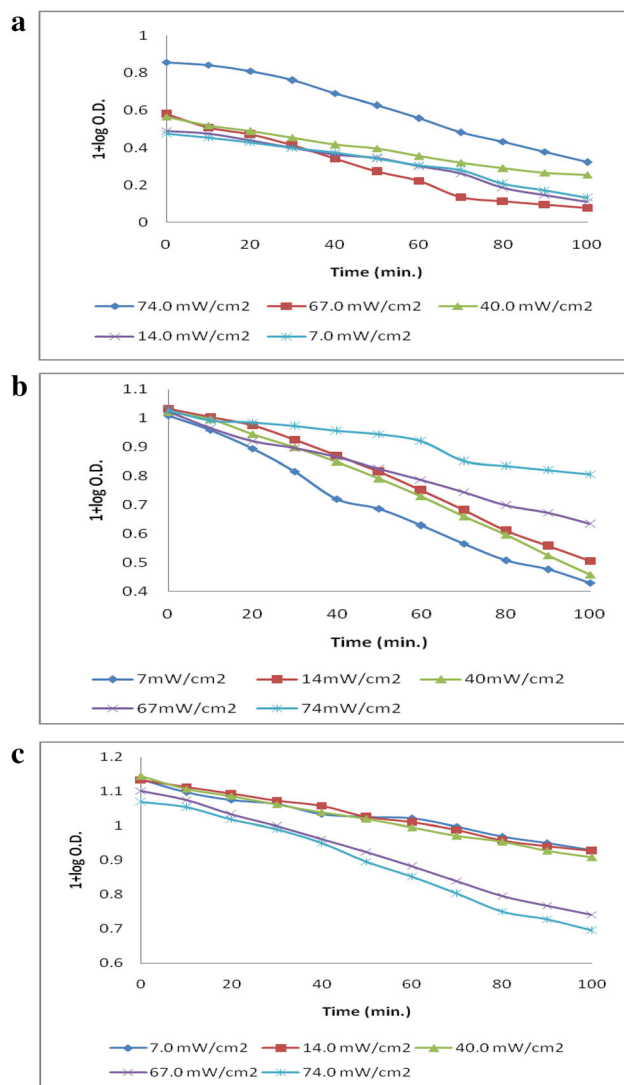 a
1
0.8
0.6
0.4
0.2
0
1+log O.D.
0 20 40 60 80 100
Time (min.)
74.0 mW/cm2 67.0 mW/cm2 40.0 mW/cm2
14.0 mW/cm2 7.0 mW/cm2
b
1.1
1
0.9
0.8
0.7
0.6
0.5
0.4
1+log O.D.
0 20 40 60 80 100
Time (min.)
7mW/cm2 14mW/cm2 40mW/cm2
67mW/cm2 74mW/cm2
c
1.2
1.1
1
0.9
0.8
0.7
0.6
1+log O.D.
0 20 40 60 80 100
Time (min.)
7.0 mW/cm2 14.0 mW/cm2 40.0 mW/cm2
67.0 mW/cm2 74.0 mW/cm2